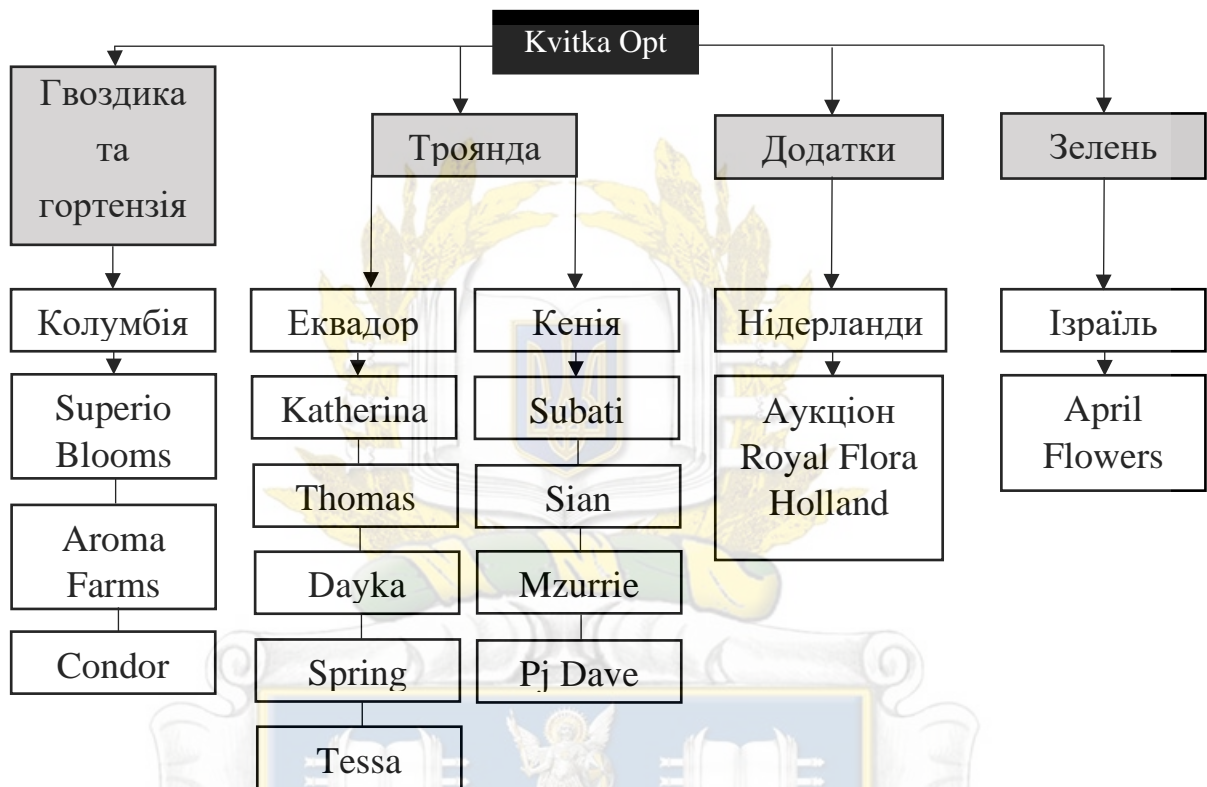 Kvitka Opt
Гвоздика
та
гортензія
Троянда
Додатки
Зелень
Колумбія
Superio
Blooms
Aroma
Farms
Condor
Еквадор
Katherina
Thomas
Dayka
Spring
Tessa
Кенія
Subati
Sian
Mzurrie
Pj Dave
Нідерланди
Аукціон
Royal Flora
Holland
Ізраїль
April
Flowers